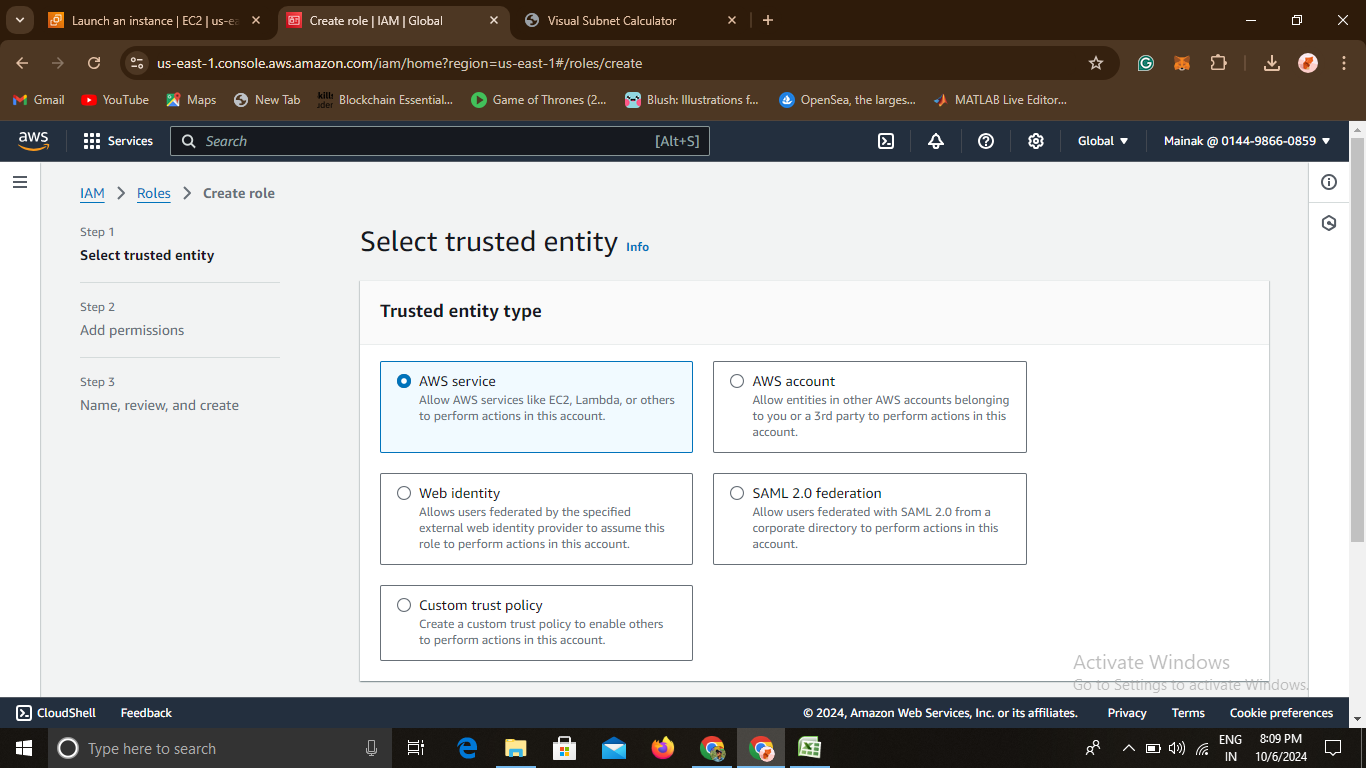 Launch an instance | EC2 | us-ea
Create role | IAM | Global
Visual Subnet Calculator
us-east-1.console.aws.amazon.com/iam/home?region=us-east-1#/roles/create
Gmail
YouTube
Maps
New Tab
Blockchain Essential...
Game of Thrones (2...
Blush: Illustrations f...
OpenSea, the larges...
MATLAB Live Editor...
aws
Services
Search
[Alt+S]
Global
Mainak @ 0144-9866-0859
IAM > Roles > Create role
Step 1
Select trusted entity
Step 2
Add permissions
Step 3
Name, review, and create
Select trusted entity Info
Trusted entity type
AWS service
Allow AWS services like EC2, Lambda, or others
to perform actions in this account.
AWS account
Allow entities in other AWS accounts belonging
to you or a 3rd party to perform actions in this
account.
Web identity
Allows users federated by the specified
external web identity provider to assume this
role to perform actions in this account.
SAML 2.0 federation
Allow users federated with SAML 2.0 from a
corporate directory to perform actions in this
account.
Custom trust policy
Create a custom trust policy to enable others
to perform actions in this account.
Activate Windows
Go to Settings to activate Windows.
CloudShell
Feedback
© 2024, Amazon Web Services, Inc. or its affiliates.
Privacy
Terms
Cookie preferences
Type here to search
ENG
IN
8:09 PM
10/6/2024